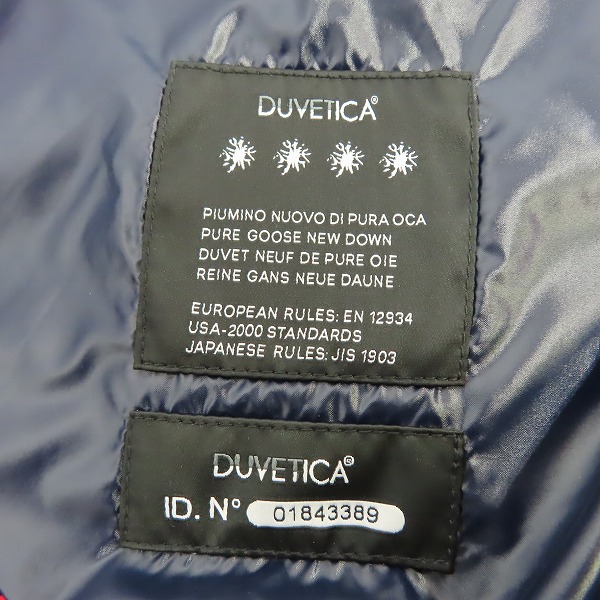 DUVETICA®
PIUMINO NUOVO DI PURA OCA
PURE GOOSE NEW DOWN
DUVET NEUF DE PURE OIE
REINE GANS NEUE DAUNE
EUROPEAN RULES: EN 12934
USA-2000 STANDARDS
JAPANESE RULES: JIS 1903
DUVETICA®
ID. N° 01843389